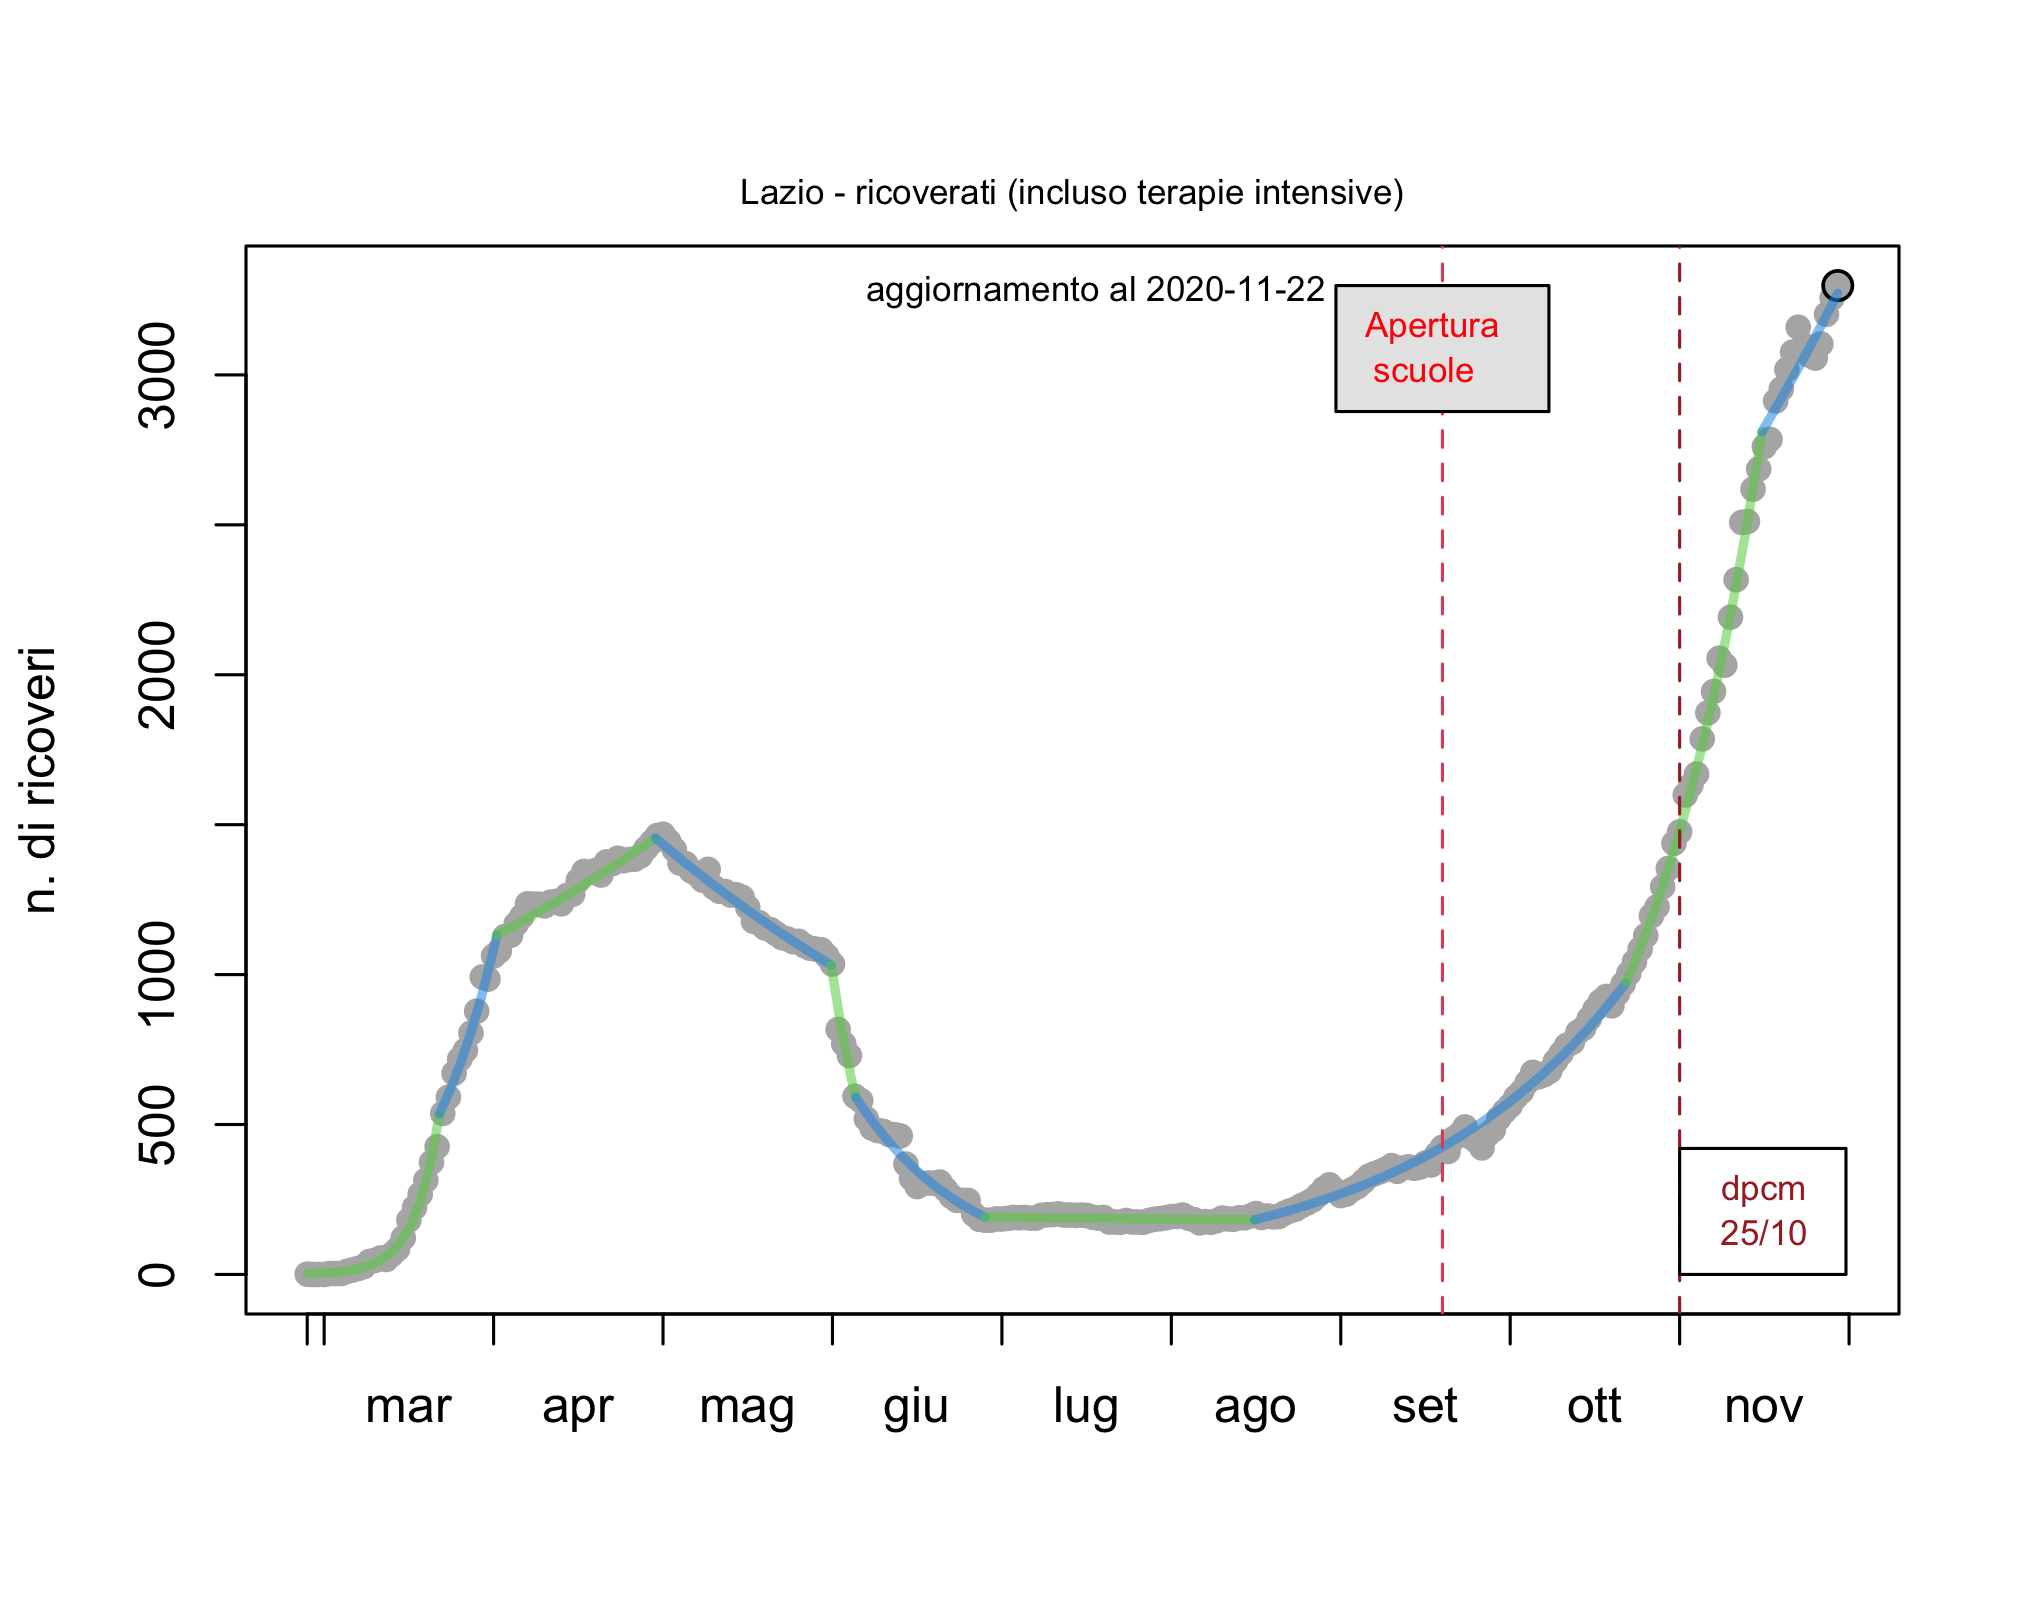 Lazio - ricoverati (incluso terapie intensive)
aggiornamento al 2020-11-22
Apertura
scuole
n. di ricoveri
3000
2000
1000
500
0
dpcm
25/10
mar apr mag giu lug ago set ott nov